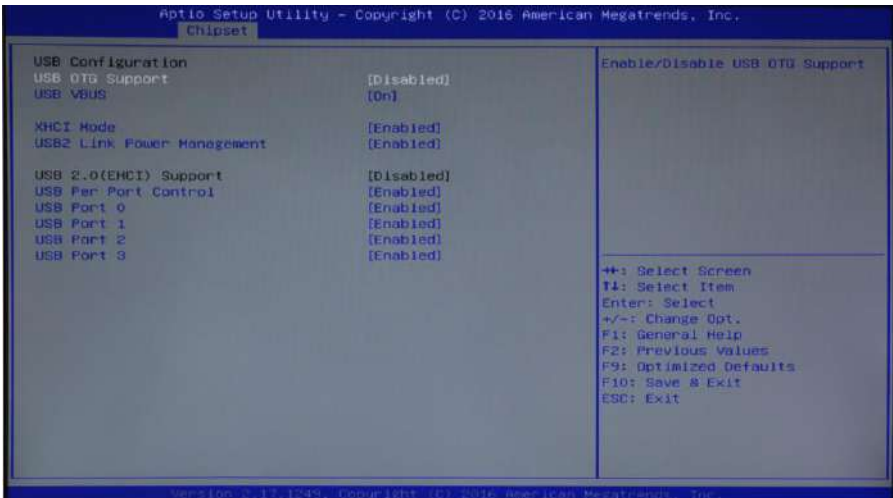 Aptio Setup Utility – Copyright (C) 2016 American Megatrends, Inc.
Chipset
USB Configuration
USB OTG Support [Disabled]
USB VBUS [On]
XHCI Mode [Enabled]
USB2 Link Power Management [Enabled]
USB 2.0(EHCI) Support [Disabled]
USB Per Port Control [Enabled]
USB Port 0 [Enabled]
USB Port 1 [Enabled]
USB Port 2 [Enabled]
USB Port 3 [Enabled]
Enable/Disable USB OTG Support
→←: Select Screen
↑↓: Select Item
Enter: Select
+/-: Change Opt.
F1: General Help
F2: Previous Values
F9: Optimized Defaults
F10: Save & Exit
ESC: Exit
Version 2.17.1249. Copyright (C) 2016 American Megatrends, Inc.